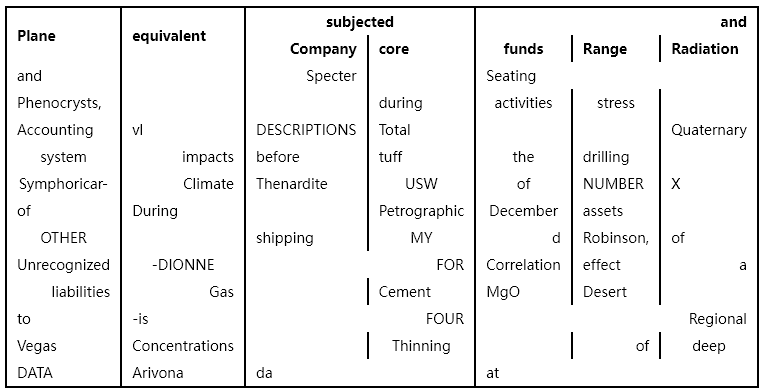 Plane equivalent subjected and
Company core funds Range Radiation
and Specter Seating
Phenocrysts, during activities stress
Accounting vl DESCRIPTIONS Total Quaternary
system impacts before tuff the drilling
Symphoricar- Climate Thenardite USW of NUMBER X
of During Petrographic December assets
OTHER shipping MY d Robinson, of
Unrecognized -DIONNE FOR Correlation effect a
liabilities Gas Cement MgO Desert
to -is FOUR Regional
Vegas Concentrations Thinning of deep
DATA Arivona da at